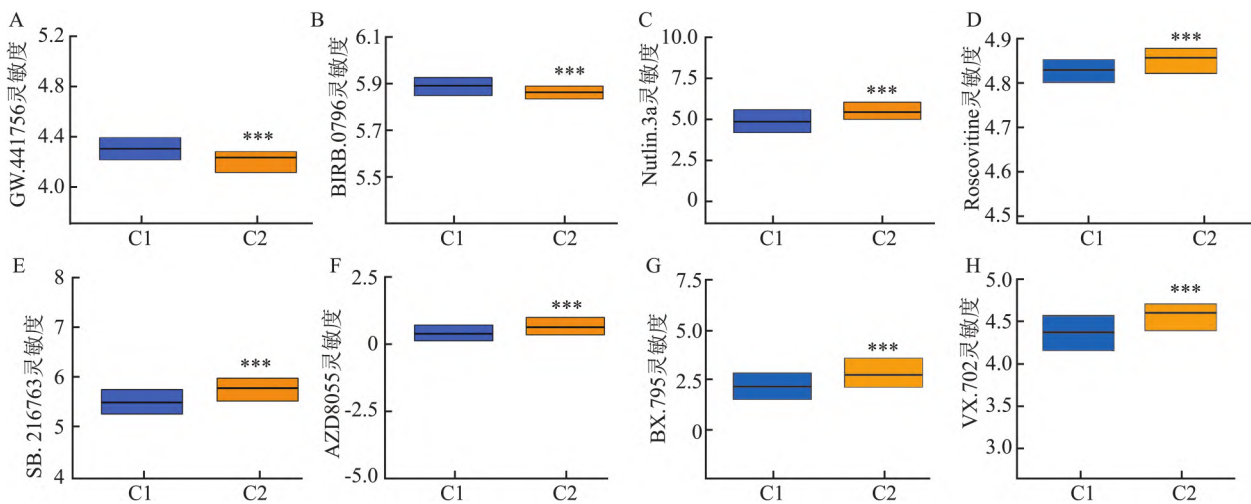 A
GW.441756灵敏度
5.2
4.8
4.4
4.0
***
C1
C2
B
BIRB.0796灵敏度
6.1
5.9
5.7
5.5
***
C1
C2
C
Nutlin.3a灵敏度
10.0
7.5
5.0
2.5
0
***
C1
C2
D
Roscovitine灵敏度
4.9
4.8
4.7
4.6
4.5
***
C1
C2
E
SB. 216763灵敏度
8
7
6
5
4
***
C1
C2
F
AZD8055灵敏度
2.5
0
-2.5
-5.0
***
C1
C2
G
BX.795灵敏度
7.5
5.0
2.5
0
***
C1
C2
H
VX.702灵敏度
5.0
4.5
4.0
3.5
3.0
***
C1
C2